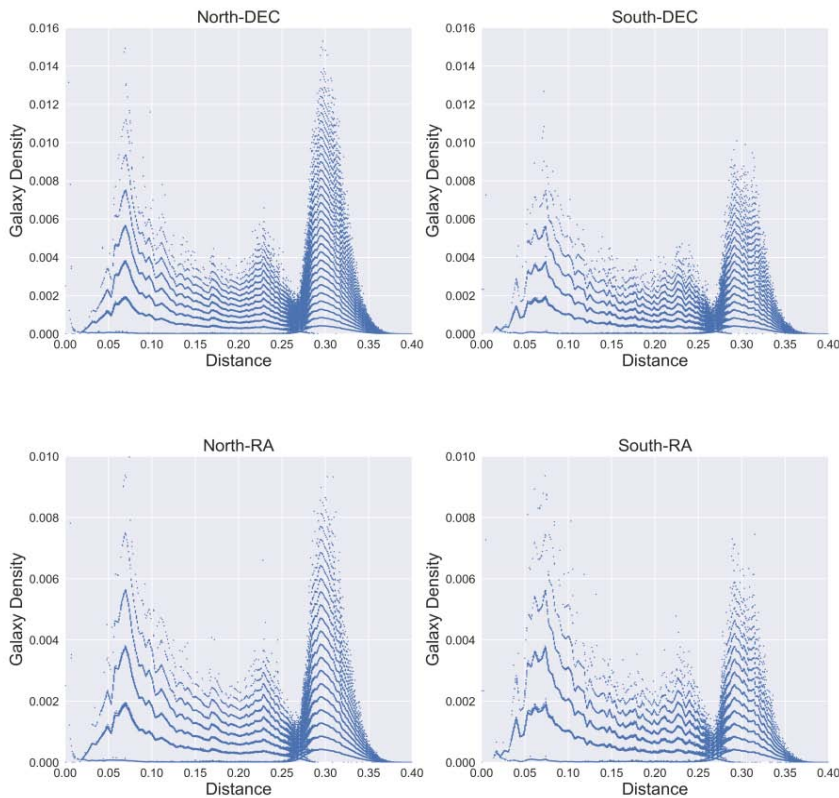 North-DEC South-DEC
0.016 0.016
0.014 0.014
0.012 0.012
0.010 0.010
Galaxy Density Galaxy Density
0.008 0.008
0.006 0.006
0.004 0.004
0.002 0.002
0.000 0.000
0.00 0.05 0.10 0.15 0.20 0.25 0.30 0.35 0.40 0.00 0.05 0.10 0.15 0.20 0.25 0.30 0.35 0.40
Distance Distance
North-RA South-RA
0.010 0.010
0.008 0.008
Galaxy Density Galaxy Density
0.006 0.006
0.004 0.004
0.002 0.002
0.000 0.000
0.00 0.05 0.10 0.15 0.20 0.25 0.30 0.35 0.40 0.00 0.05 0.10 0.15 0.20 0.25 0.30 0.35 0.40
Distance Distance